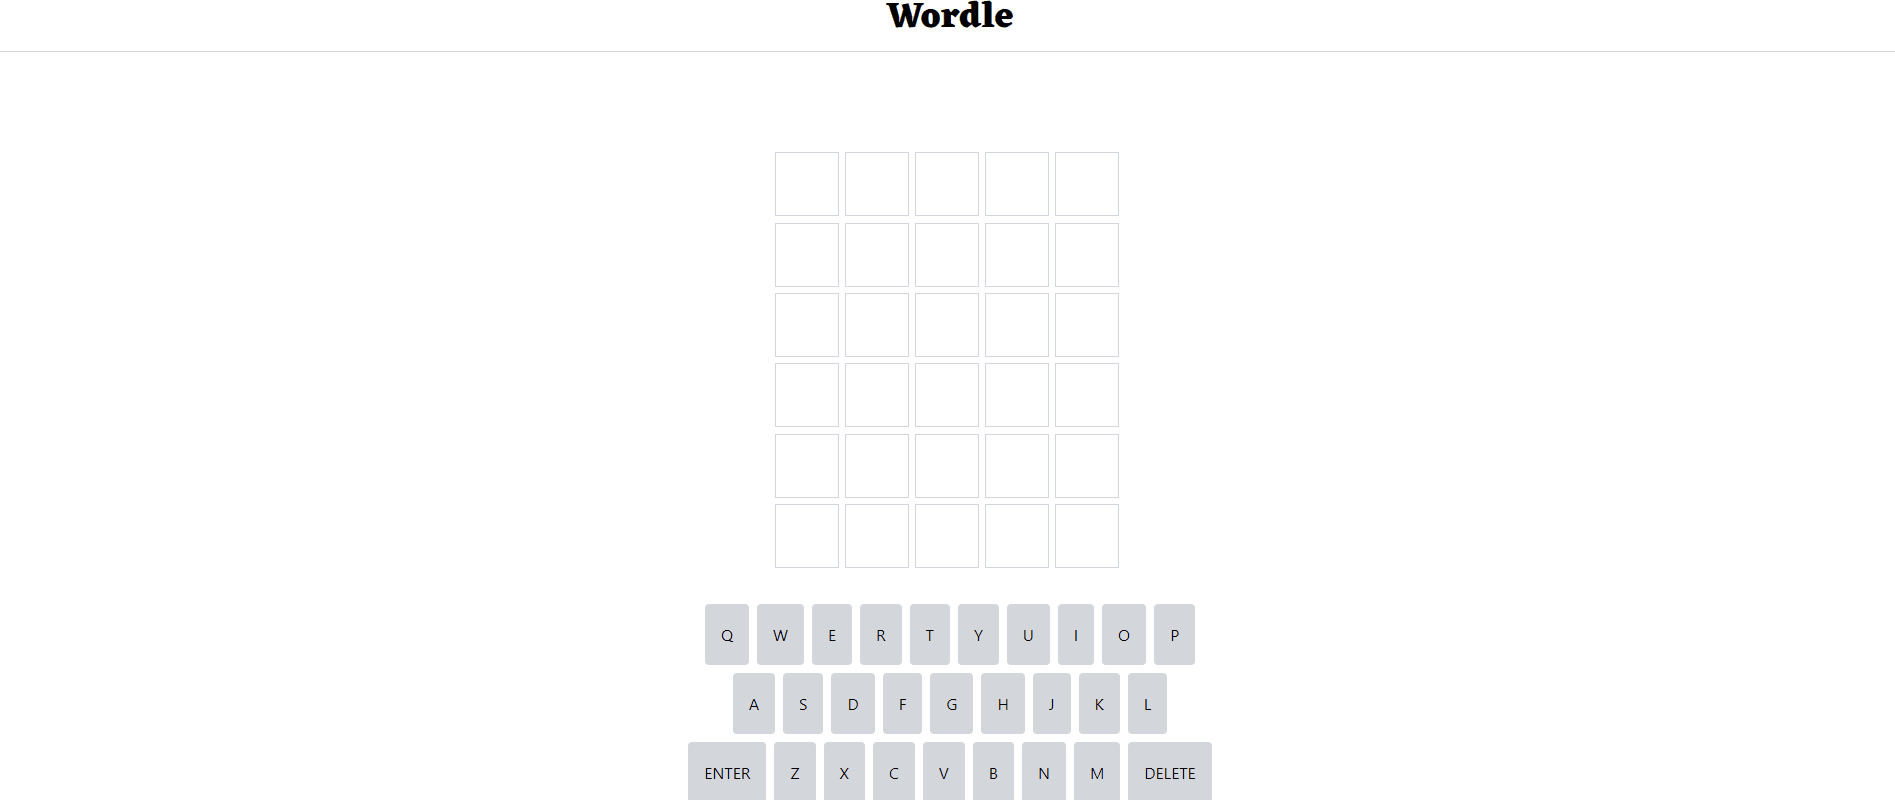 Wordle
Q W E R T Y U I O P
A S D F G H J K L
ENTER Z X C V B N M DELETE